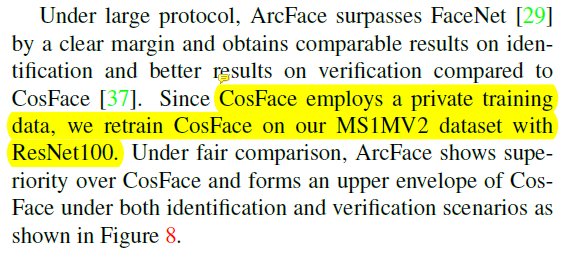 Under large protocol, ArcFace surpasses FaceNet [29]
by a clear margin and obtains comparable results on iden-
tification and better results on verification compared to
CosFace [37]. Since CosFace employs a private training
data, we retrain CosFace on our MS1MV2 dataset with
ResNet100. Under fair comparison, ArcFace shows supe-
riority over CosFace and forms an upper envelope of Cos-
Face under both identification and verification scenarios as
shown in Figure 8.